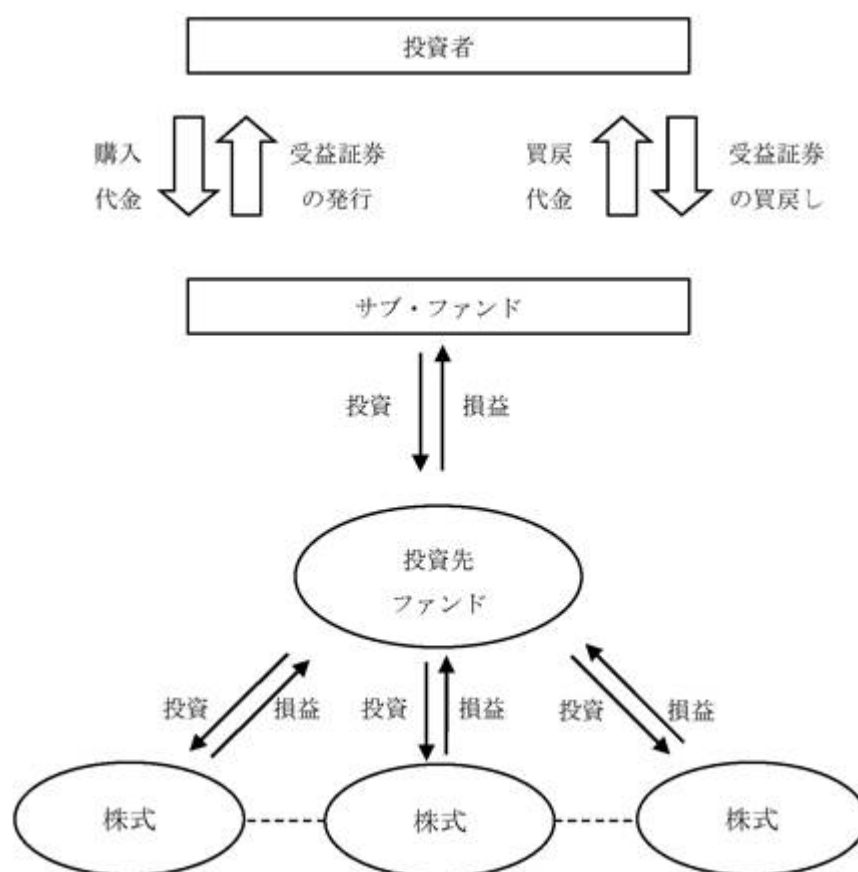 投資者
購入
代金
受益証券
の発行
買戻
代金
受益証券
の買戻し
サブ・ファンド
投資
損益
投資先
ファンド
投資
損益
投資
損益
投資
損益
株式
株式
株式